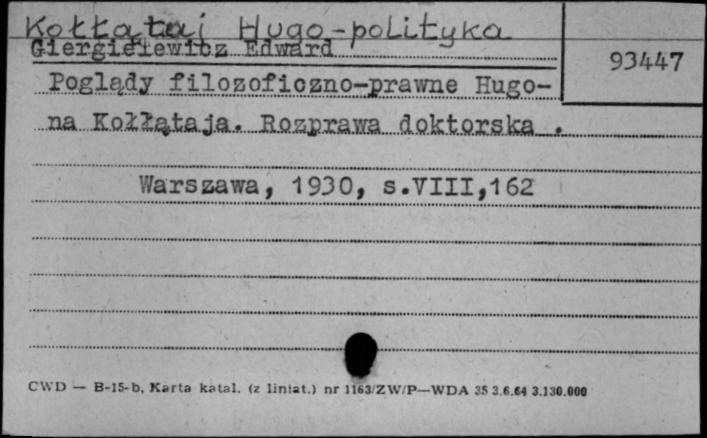 Kołłątaj Hugo - polityka
Giergielewicz Edward
93447
Poglądy filozoficzno-prawne Hugo-
na Kołłątaja. Rozprawa doktorska .
Warszawa, 1930, s.VIII,162
CWD — B-15-b, Karta katal. (z liniat.) nr 1163/ZW/P—WDA 35 3.6.64 3.130.000